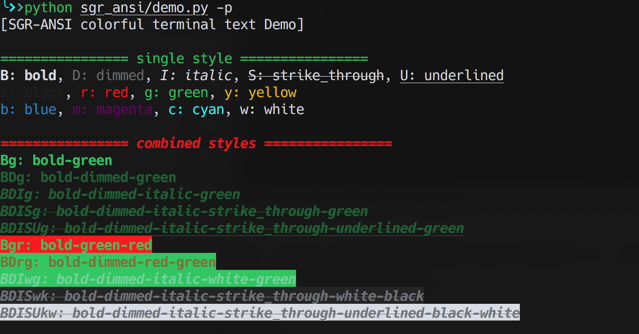 python sgr_ansi/demo.py -p
[SGR-ANSI colorful terminal text Demo]
================ single style ================
B: bold, D: dimmed, I: italic, S: strike_through, U: underlined
k: black, r: red, g: green, y: yellow
b: blue, m: magenta, c: cyan, w: white
================ combined styles ================
Bg: bold-green
BDg: bold-dimmed-green
BDIg: bold-dimmed-italic-green
BDISg: bold-dimmed-italic-strike_through-green
BDISUg: bold-dimmed-italic-strike_through-underlined-green
Bgr: bold-green-red
BDrg: bold-dimmed-red-green
BDIwg: bold-dimmed-italic-white-green
BDISwk: bold-dimmed-italic-strike_through-white-black
BDISUkw: bold-dimmed-italic-strike_through-underlined-black-white